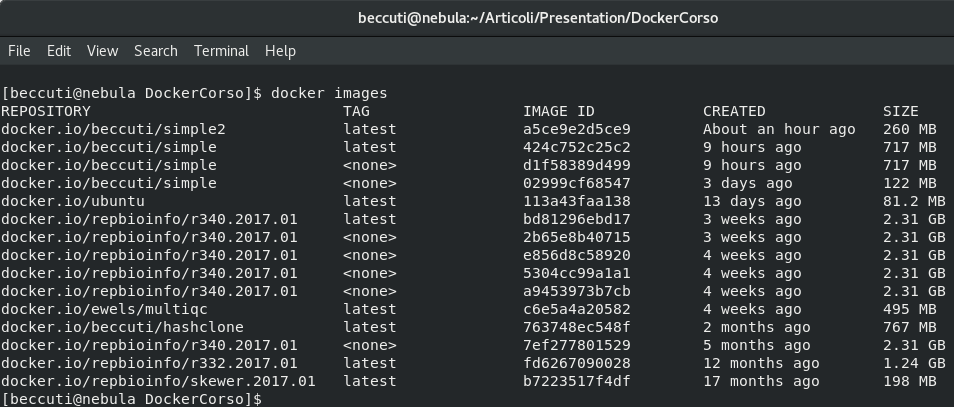 beccuti@nebula:~/Articoli/Presentation/DockerCorso
File Edit View Search Terminal Help
[beccuti@nebula DockerCorso]$ docker images
REPOSITORY TAG IMAGE ID CREATED SIZE
docker.io/beccuti/simple2 latest a5ce9e2d5ce9 About an hour ago 260 MB
docker.io/beccuti/simple latest 424c752c25c2 9 hours ago 717 MB
docker.io/beccuti/simple <none> d1f58389d499 9 hours ago 717 MB
docker.io/beccuti/simple <none> 02999cf68547 3 days ago 122 MB
docker.io/ubuntu latest 113a43faa138 13 days ago 81.2 MB
docker.io/repbioinfo/r340.2017.01 latest bd81296ebd17 3 weeks ago 2.31 GB
docker.io/repbioinfo/r340.2017.01 <none> 2b65e8b40715 3 weeks ago 2.31 GB
docker.io/repbioinfo/r340.2017.01 <none> e856d8c58920 4 weeks ago 2.31 GB
docker.io/repbioinfo/r340.2017.01 <none> 5304cc99a1a1 4 weeks ago 2.31 GB
docker.io/repbioinfo/r340.2017.01 <none> a9453973b7cb 4 weeks ago 2.31 GB
docker.io/ewels/multiqc latest c6e5a4a20582 4 weeks ago 495 MB
docker.io/beccuti/hashclone latest 763748ec548f 2 months ago 767 MB
docker.io/repbioinfo/r340.2017.01 <none> 7ef277801529 5 months ago 2.31 GB
docker.io/repbioinfo/r332.2017.01 latest fd6267090028 12 months ago 1.24 GB
docker.io/repbioinfo/skewer.2017.01 latest b7223517f4df 17 months ago 198 MB
[beccuti@nebula DockerCorso]$